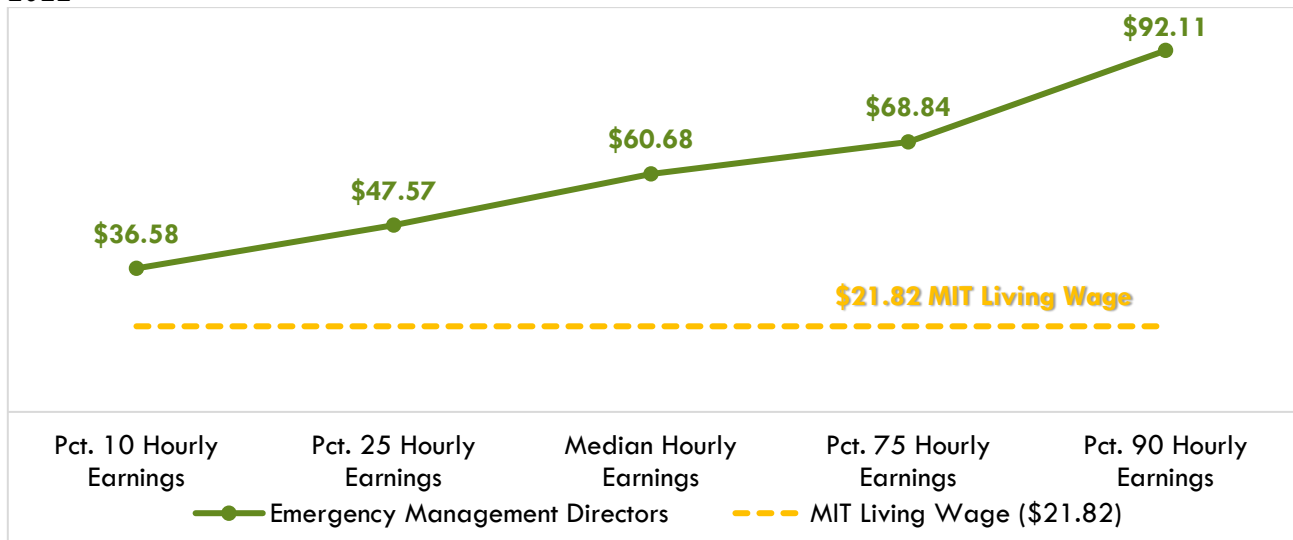 $92.11
$68.84
$60.68
$47.57
$36.58
$21.82 MIT Living Wage
Pct. 10 Hourly Earnings
Pct. 25 Hourly Earnings
Median Hourly Earnings
Pct. 75 Hourly Earnings
Pct. 90 Hourly Earnings
Emergency Management Directors
MIT Living Wage ($21.82)